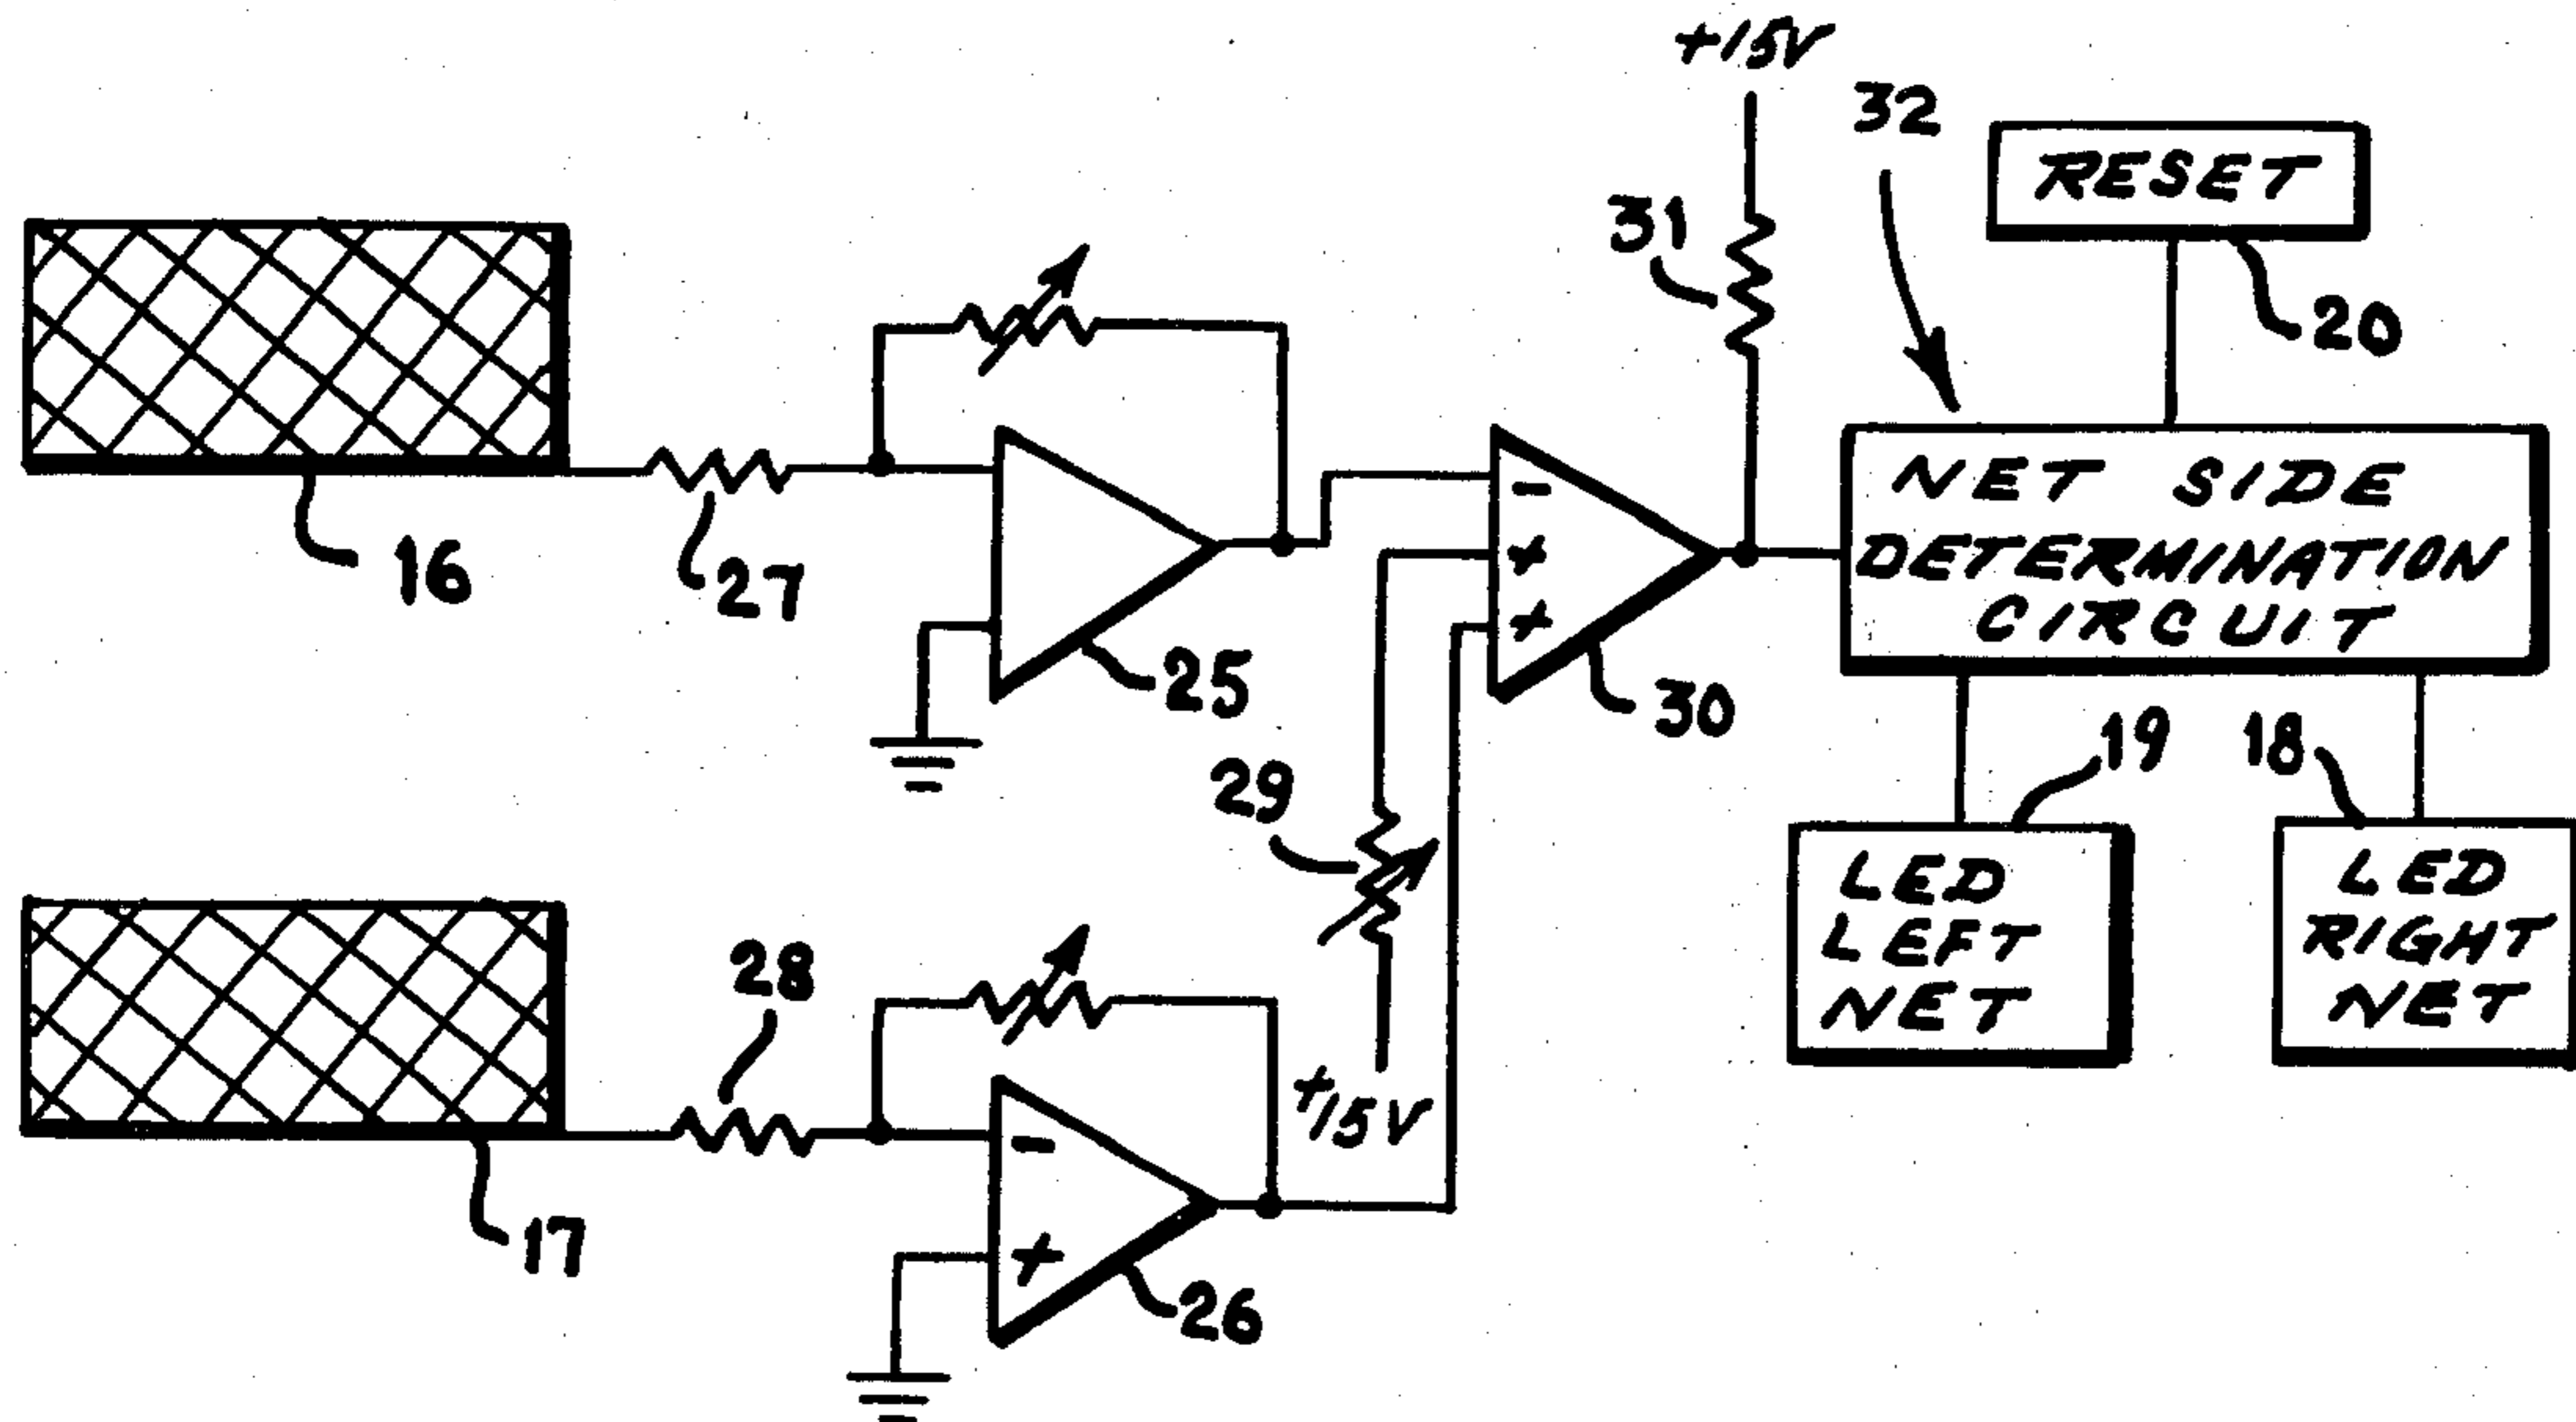 +15V
32
RESET
31
20
16
27
25
-
+
+
30
NET SIDE
DETERMINATION
CIRCUIT
29
19
18
LED
LEFT
NET
LED
RIGHT
NET
28
+15V
17
-
+
26